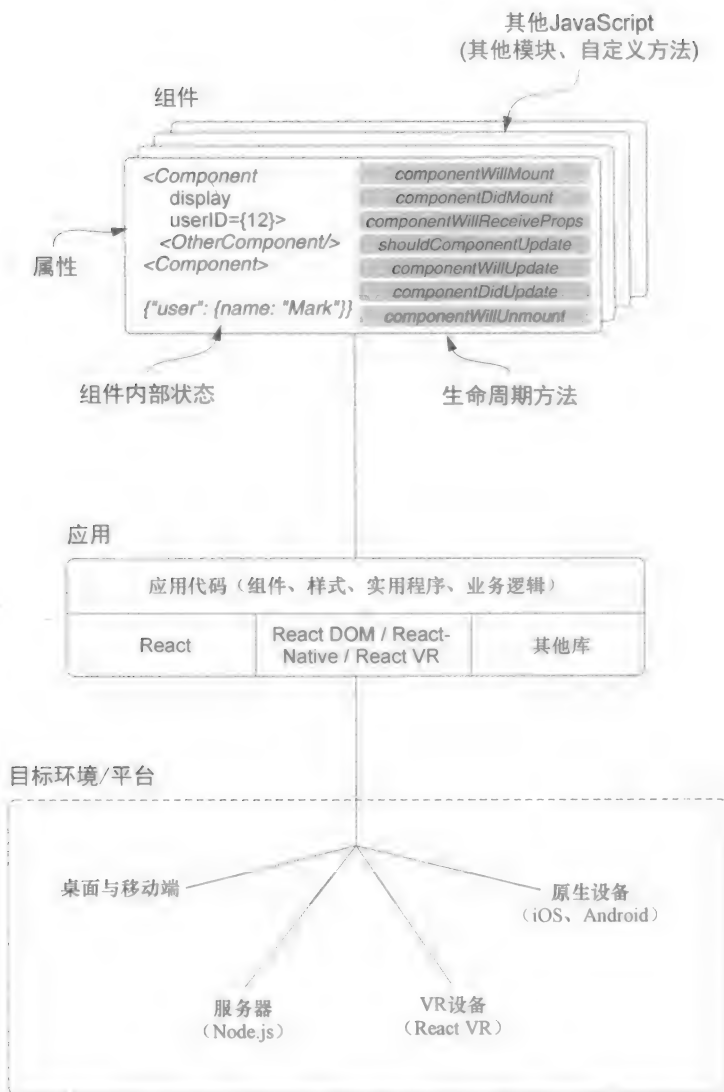 其他JavaScript
(其他模块、自定义方法)
组件
<Component
display
userID={12}>
<OtherComponent/>
<Component>
{"user": {name: "Mark"}}
componentWillMount
componentDidMount
componentWillReceiveProps
shouldComponentUpdate
componentWillUpdate
componentDidUpdate
componentWillUnmount
属性
组件内部状态
生命周期方法
应用
应用代码（组件、样式、实用程序、业务逻辑）
React
React DOM / React-
Native / React VR
其他库
目标环境/平台
桌面与移动端
原生设备
（iOS、Android）
服务器
（Node.js）
VR设备
（React VR）